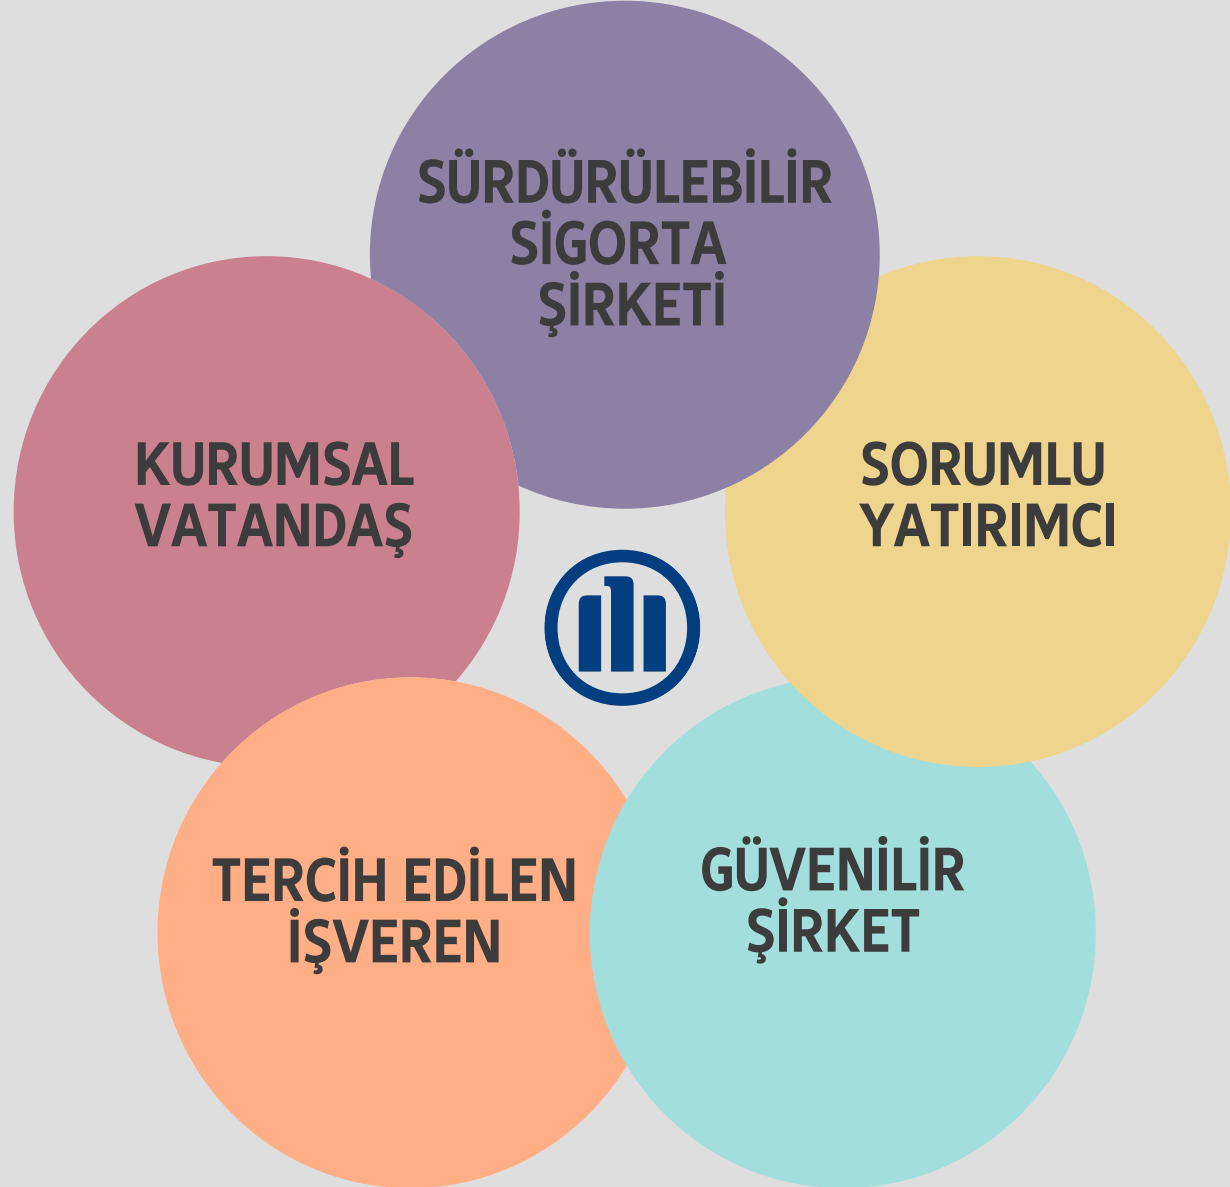 SÜRDÜRÜLEBİLİR
SİGORTA
ŞİRKETİ
KURUMSAL
VATANDAŞ
SORUMLU
YATIRIMCI
TERCİH EDİLEN
İŞVEREN
GÜVENİLİR
ŞİRKET